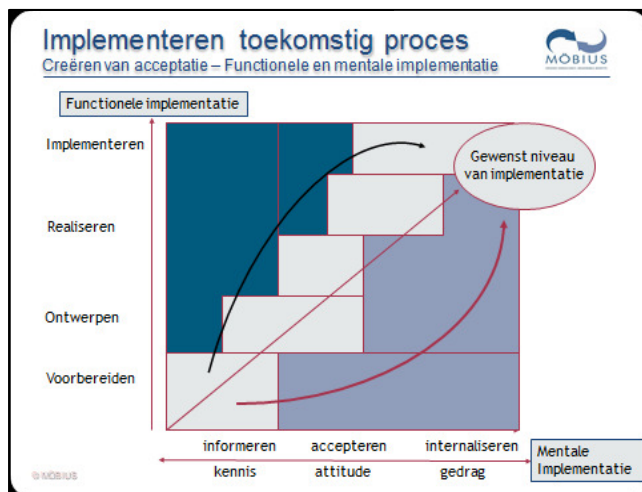 Implementeren toekomstig proces
Creëren van acceptatie – Functionele en mentale implementatie
MÖBIUS
Functionele implementatie
Implementeren
Gewenst niveau
van implementatie
Realiseren
Ontwerpen
Voorbereiden
informeren accepteren internaliseren
kennis attitude gedrag
Mentale
Implementatie
© MÖBIUS